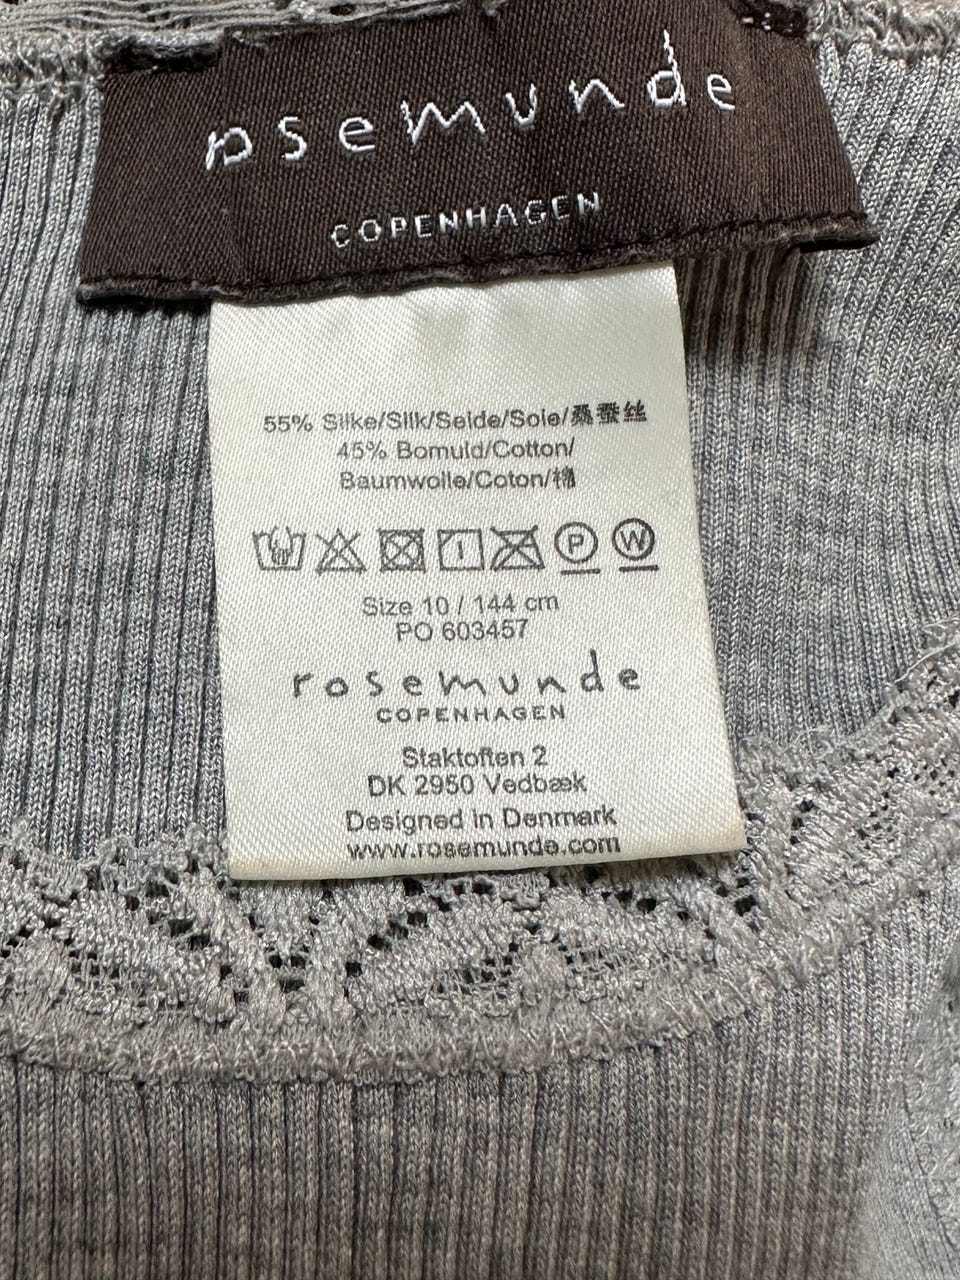 rosemunde
COPENHAGEN
55% Silke/Silk/Seide/Soie/桑蚕丝
45% Bomuld/Cotton/
Baumwolle/Coton/棉
P W
Size 10 / 144 cm
PO 603457
rosemunde
COPENHAGEN
Staktoften 2
DK 2950 Vedbæk
Designed in Denmark
www.rosemunde.com